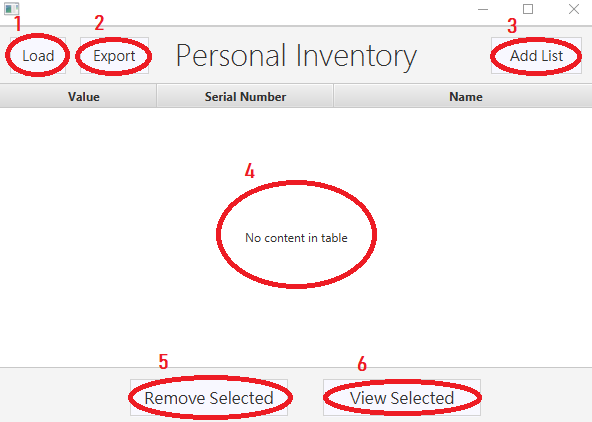 1 2 3
Load Export Personal Inventory Add List
Value Serial Number Name
4
No content in table
5 6
Remove Selected View Selected